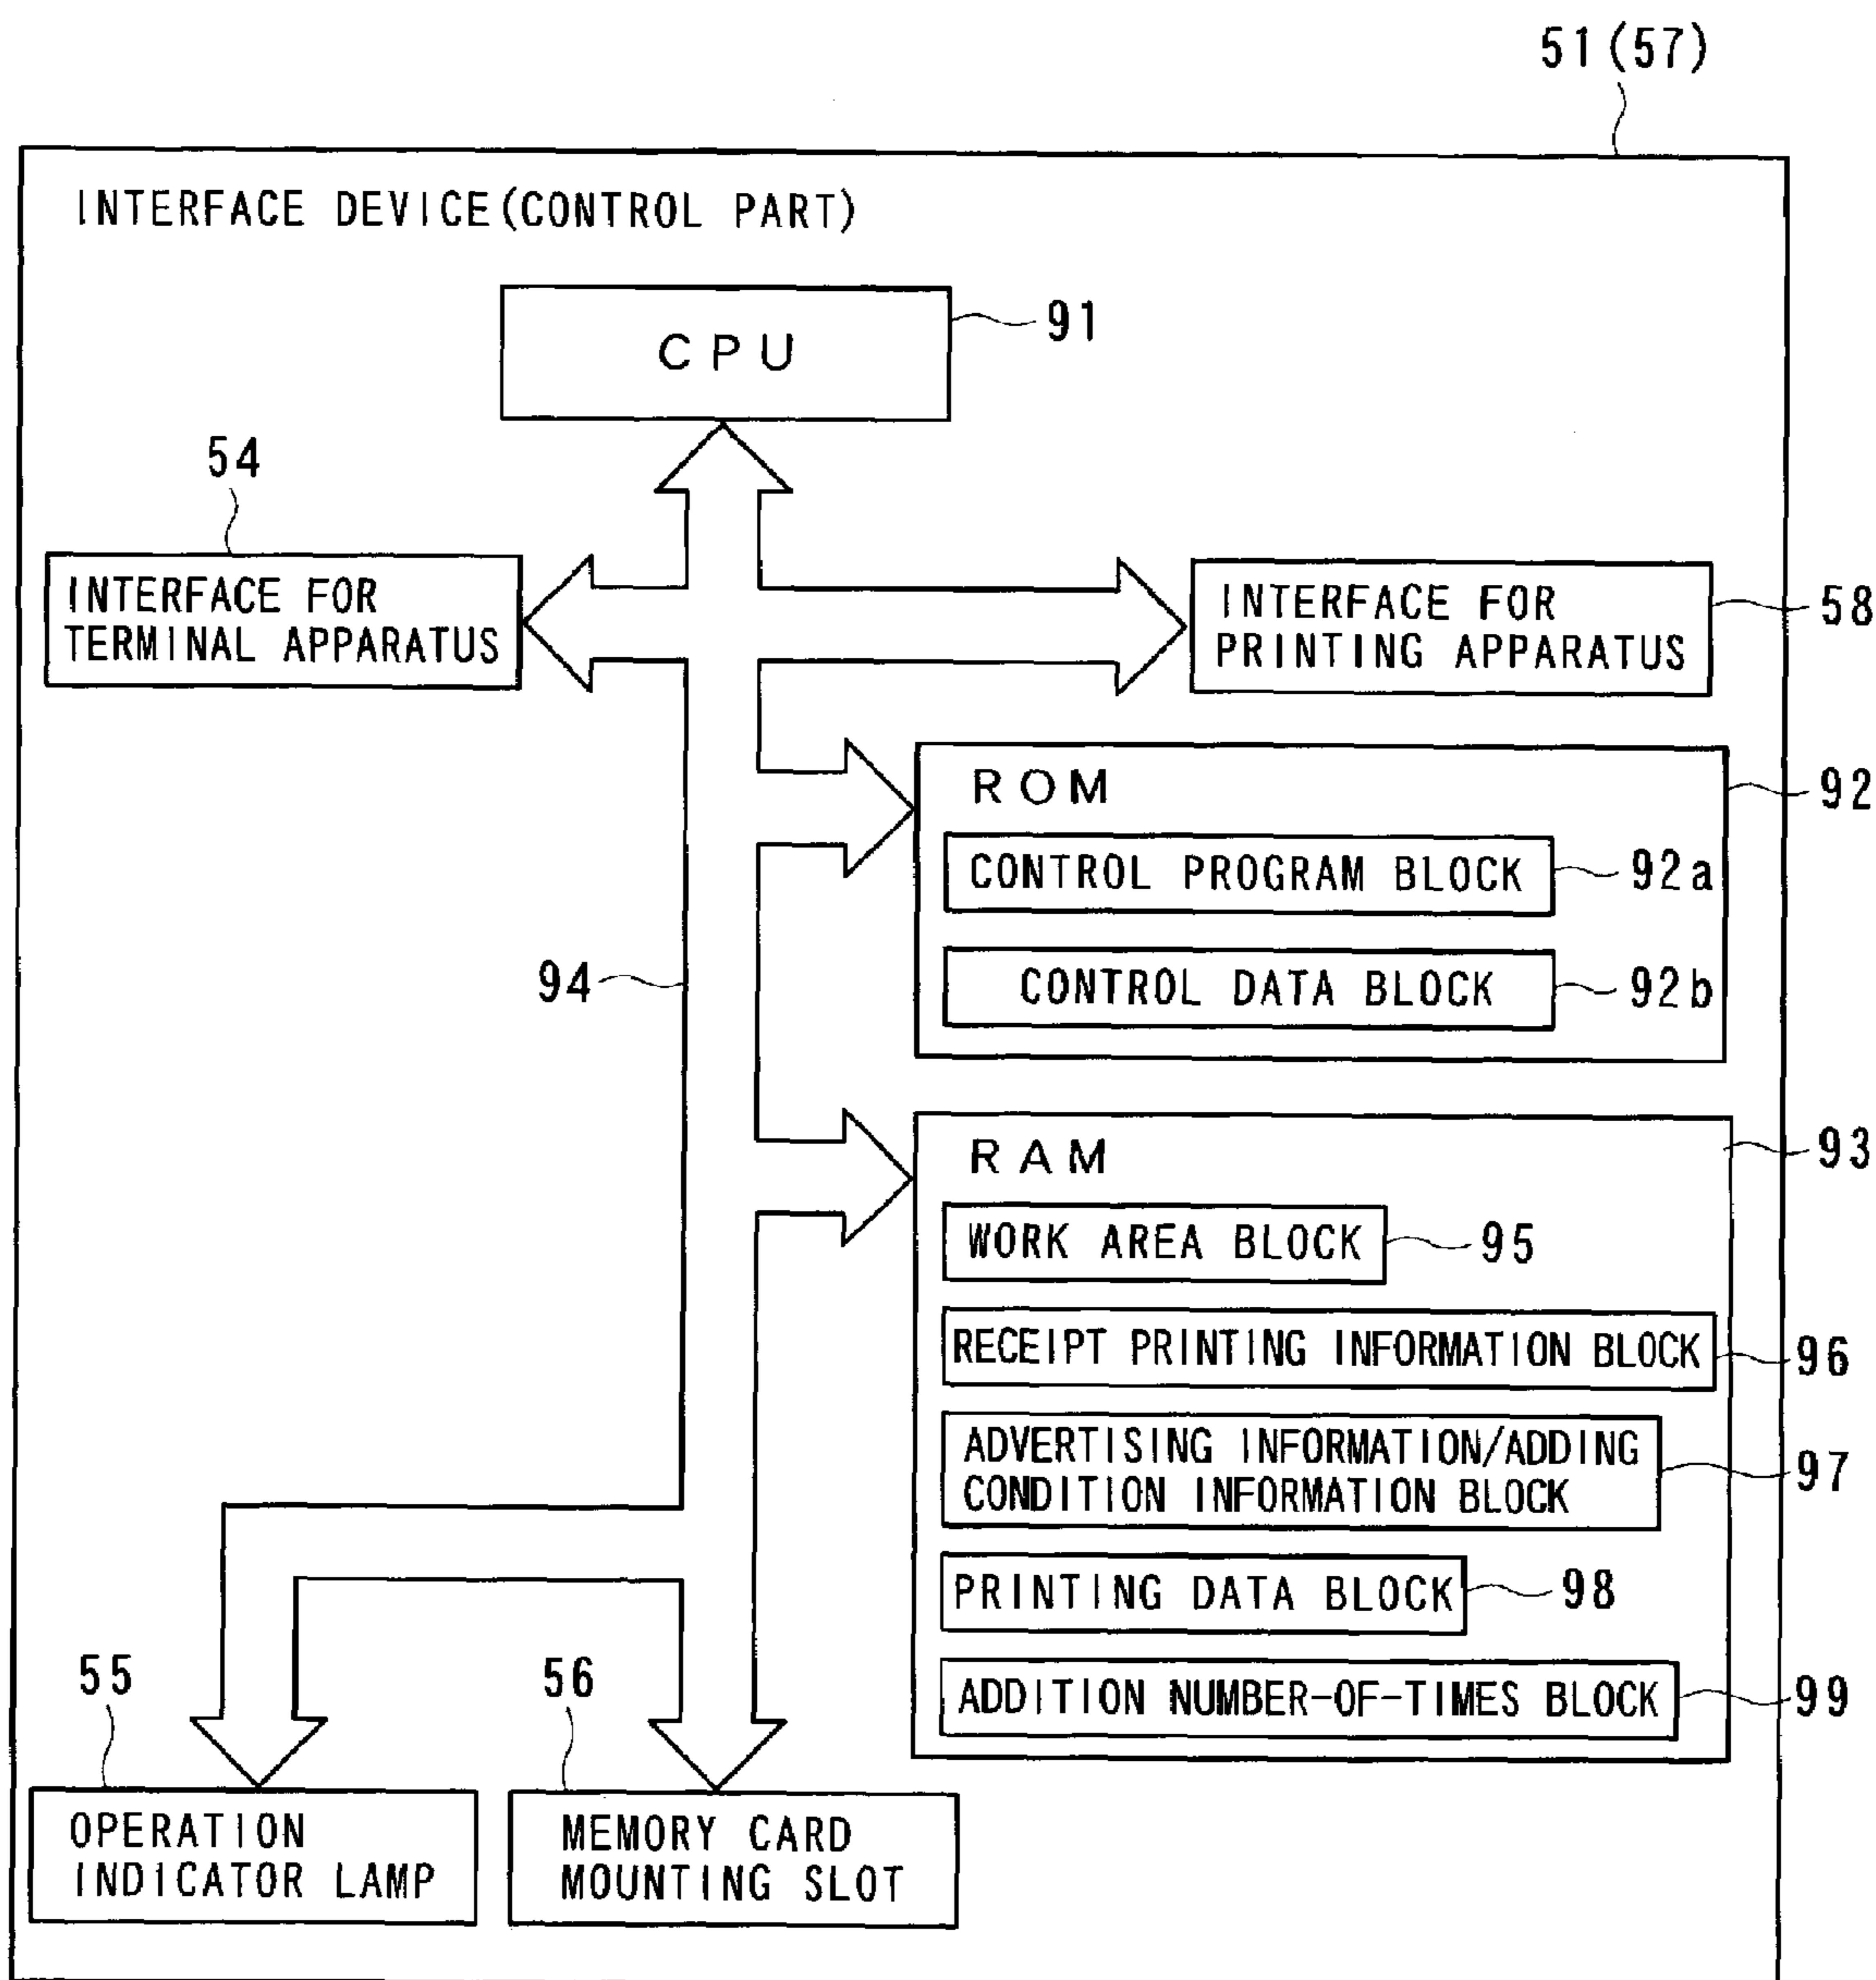 51(57)
INTERFACE DEVICE(CONTROL PART)
CPU
91
54
INTERFACE FOR
TERMINAL APPARATUS
INTERFACE FOR
PRINTING APPARATUS
58
ROM
92
CONTROL PROGRAM BLOCK
92a
CONTROL DATA BLOCK
92b
94
RAM
93
WORK AREA BLOCK
95
RECEIPT PRINTING INFORMATION BLOCK
96
ADVERTISING INFORMATION/ADDING
CONDITION INFORMATION BLOCK
97
PRINTING DATA BLOCK
98
ADDITION NUMBER-OF-TIMES BLOCK
99
55
OPERATION
INDICATOR LAMP
56
MEMORY CARD
MOUNTING SLOT